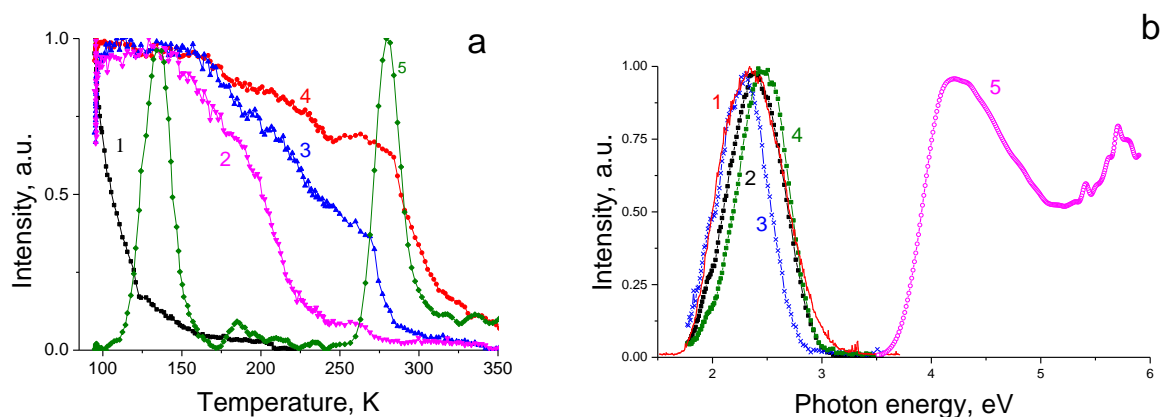 a
1.0
0.5
0.0
Intensity, a.u.
1
2
3
4
5
100 150 200 250 300 350
Temperature, K
b
1.00
0.75
0.50
0.25
0.00
Intensity, a.u.
1
2
3
4
5
2 3 4 5 6
Photon energy, eV